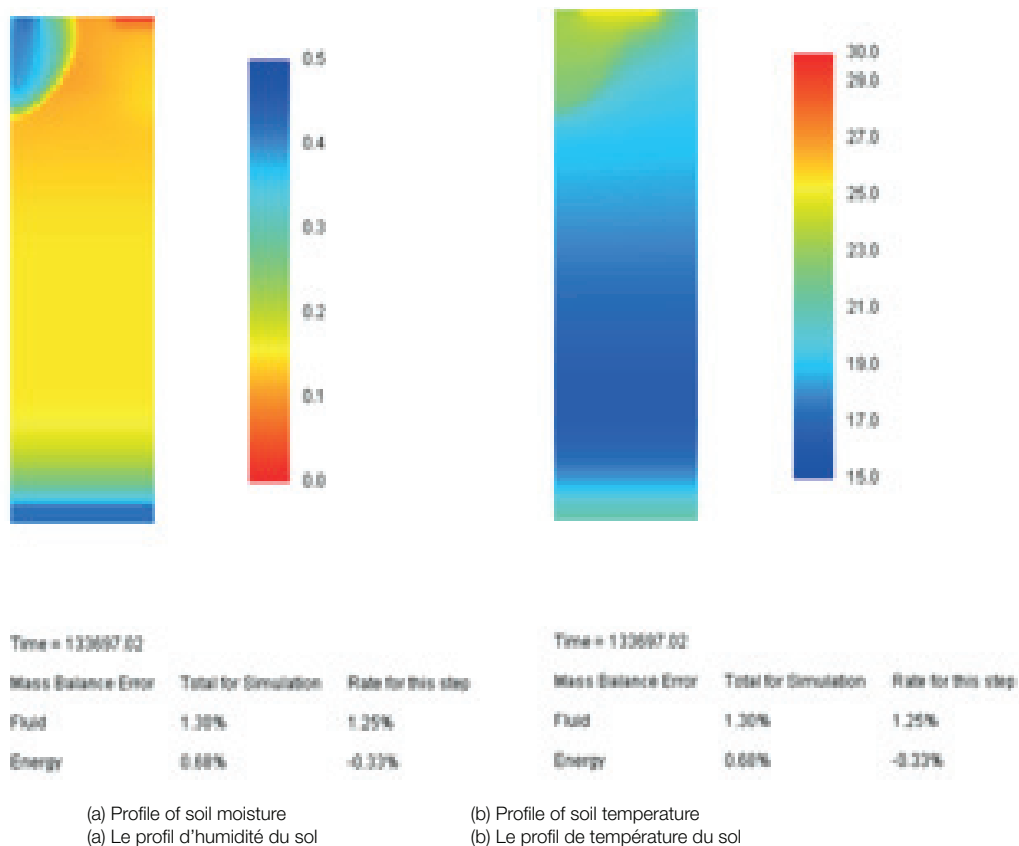 0.5
0.4
0.3
0.2
0.1
0.0
30.0
29.0
27.0
25.0
23.0
21.0
19.0
17.0
15.0
Time = 133697.02
Mass Balance Error Total for Simulation Rate for this step
Fluid 1.30% 1.25%
Energy 0.68% -0.33%
Time = 133697.02
Mass Balance Error Total for Simulation Rate for this step
Fluid 1.30% 1.25%
Energy 0.68% -0.33%
(a) Profile of soil moisture
(a) Le profil d'humidité du sol
(b) Profile of soil temperature
(b) Le profil de température du sol